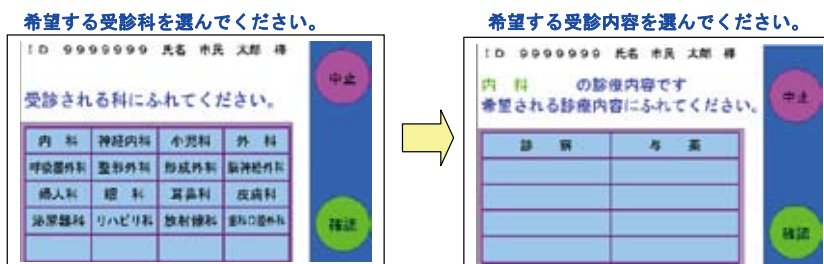 希望する受診科を選んでください。
ID 9999999 氏名 市民 太郎 様
受診される科にふれてください。
内 科 神経内科 小児科 外 科
呼吸器外科 整形外科 形成外科 脳神経外科
婦人科 眼 科 耳鼻科 皮膚科
泌尿器科 リハビリ科 放射線科 歯科口腔外科
中止
確認
希望する受診内容を選んでください。
ID 9999999 氏名 市民 太郎 様
内 科 の診療内容です
希望される診療内容にふれてください。
診 察 与 薬
中止
確認